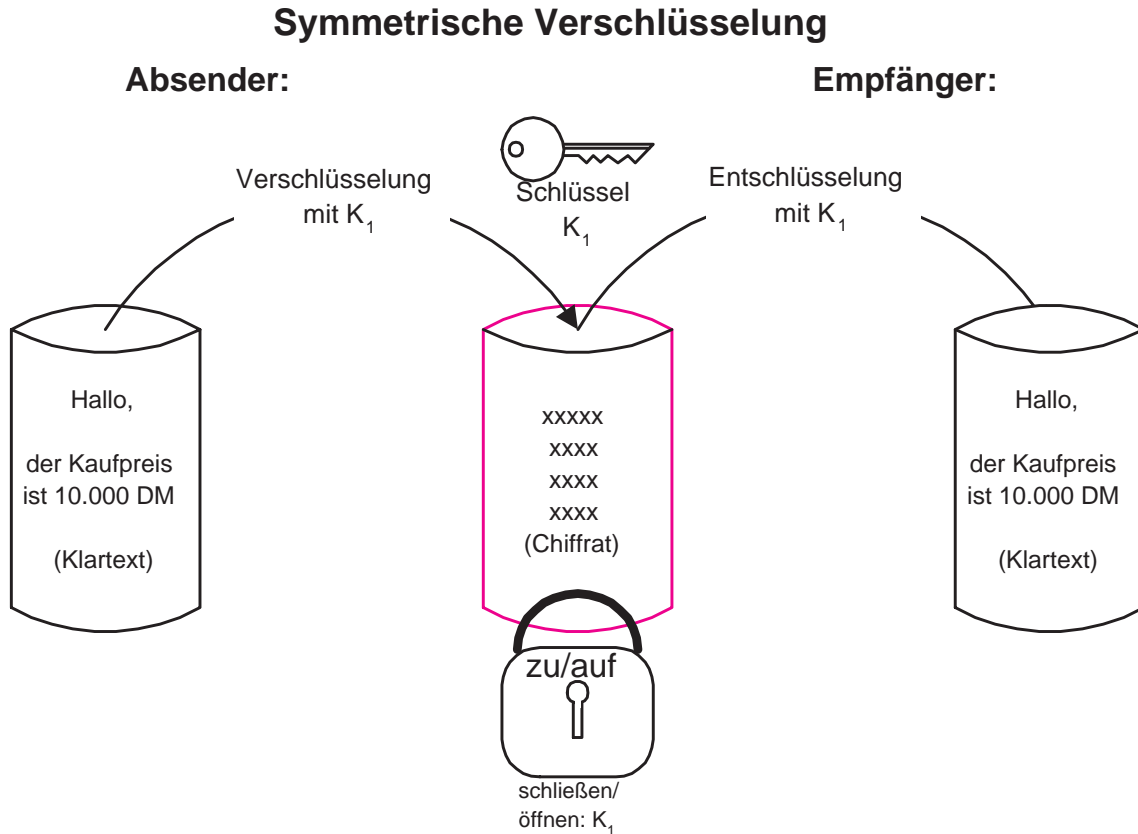 Symmetrische Verschlüsselung
Absender:
Empfänger:
Verschlüsselung
mit K₁
Schlüssel
K₁
Entschlüsselung
mit K₁
Hallo,
der Kaufpreis
ist 10.000 DM
(Klartext)
xxxxx
xxxx
xxxx
xxxx
(Chiffrat)
Hallo,
der Kaufpreis
ist 10.000 DM
(Klartext)
zu/auf
schließen/
öffnen: K₁